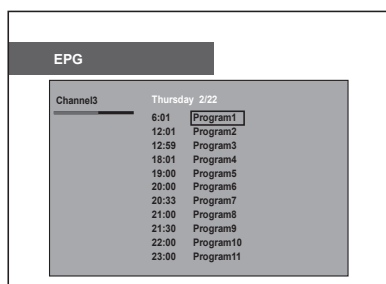 EPG
Channel3
Thursday 2/22
6:01 Program1
12:01 Program2
12:59 Program3
18:01 Program4
19:00 Program5
20:00 Program6
20:33 Program7
21:00 Program8
21:30 Program9
22:00 Program10
23:00 Program11